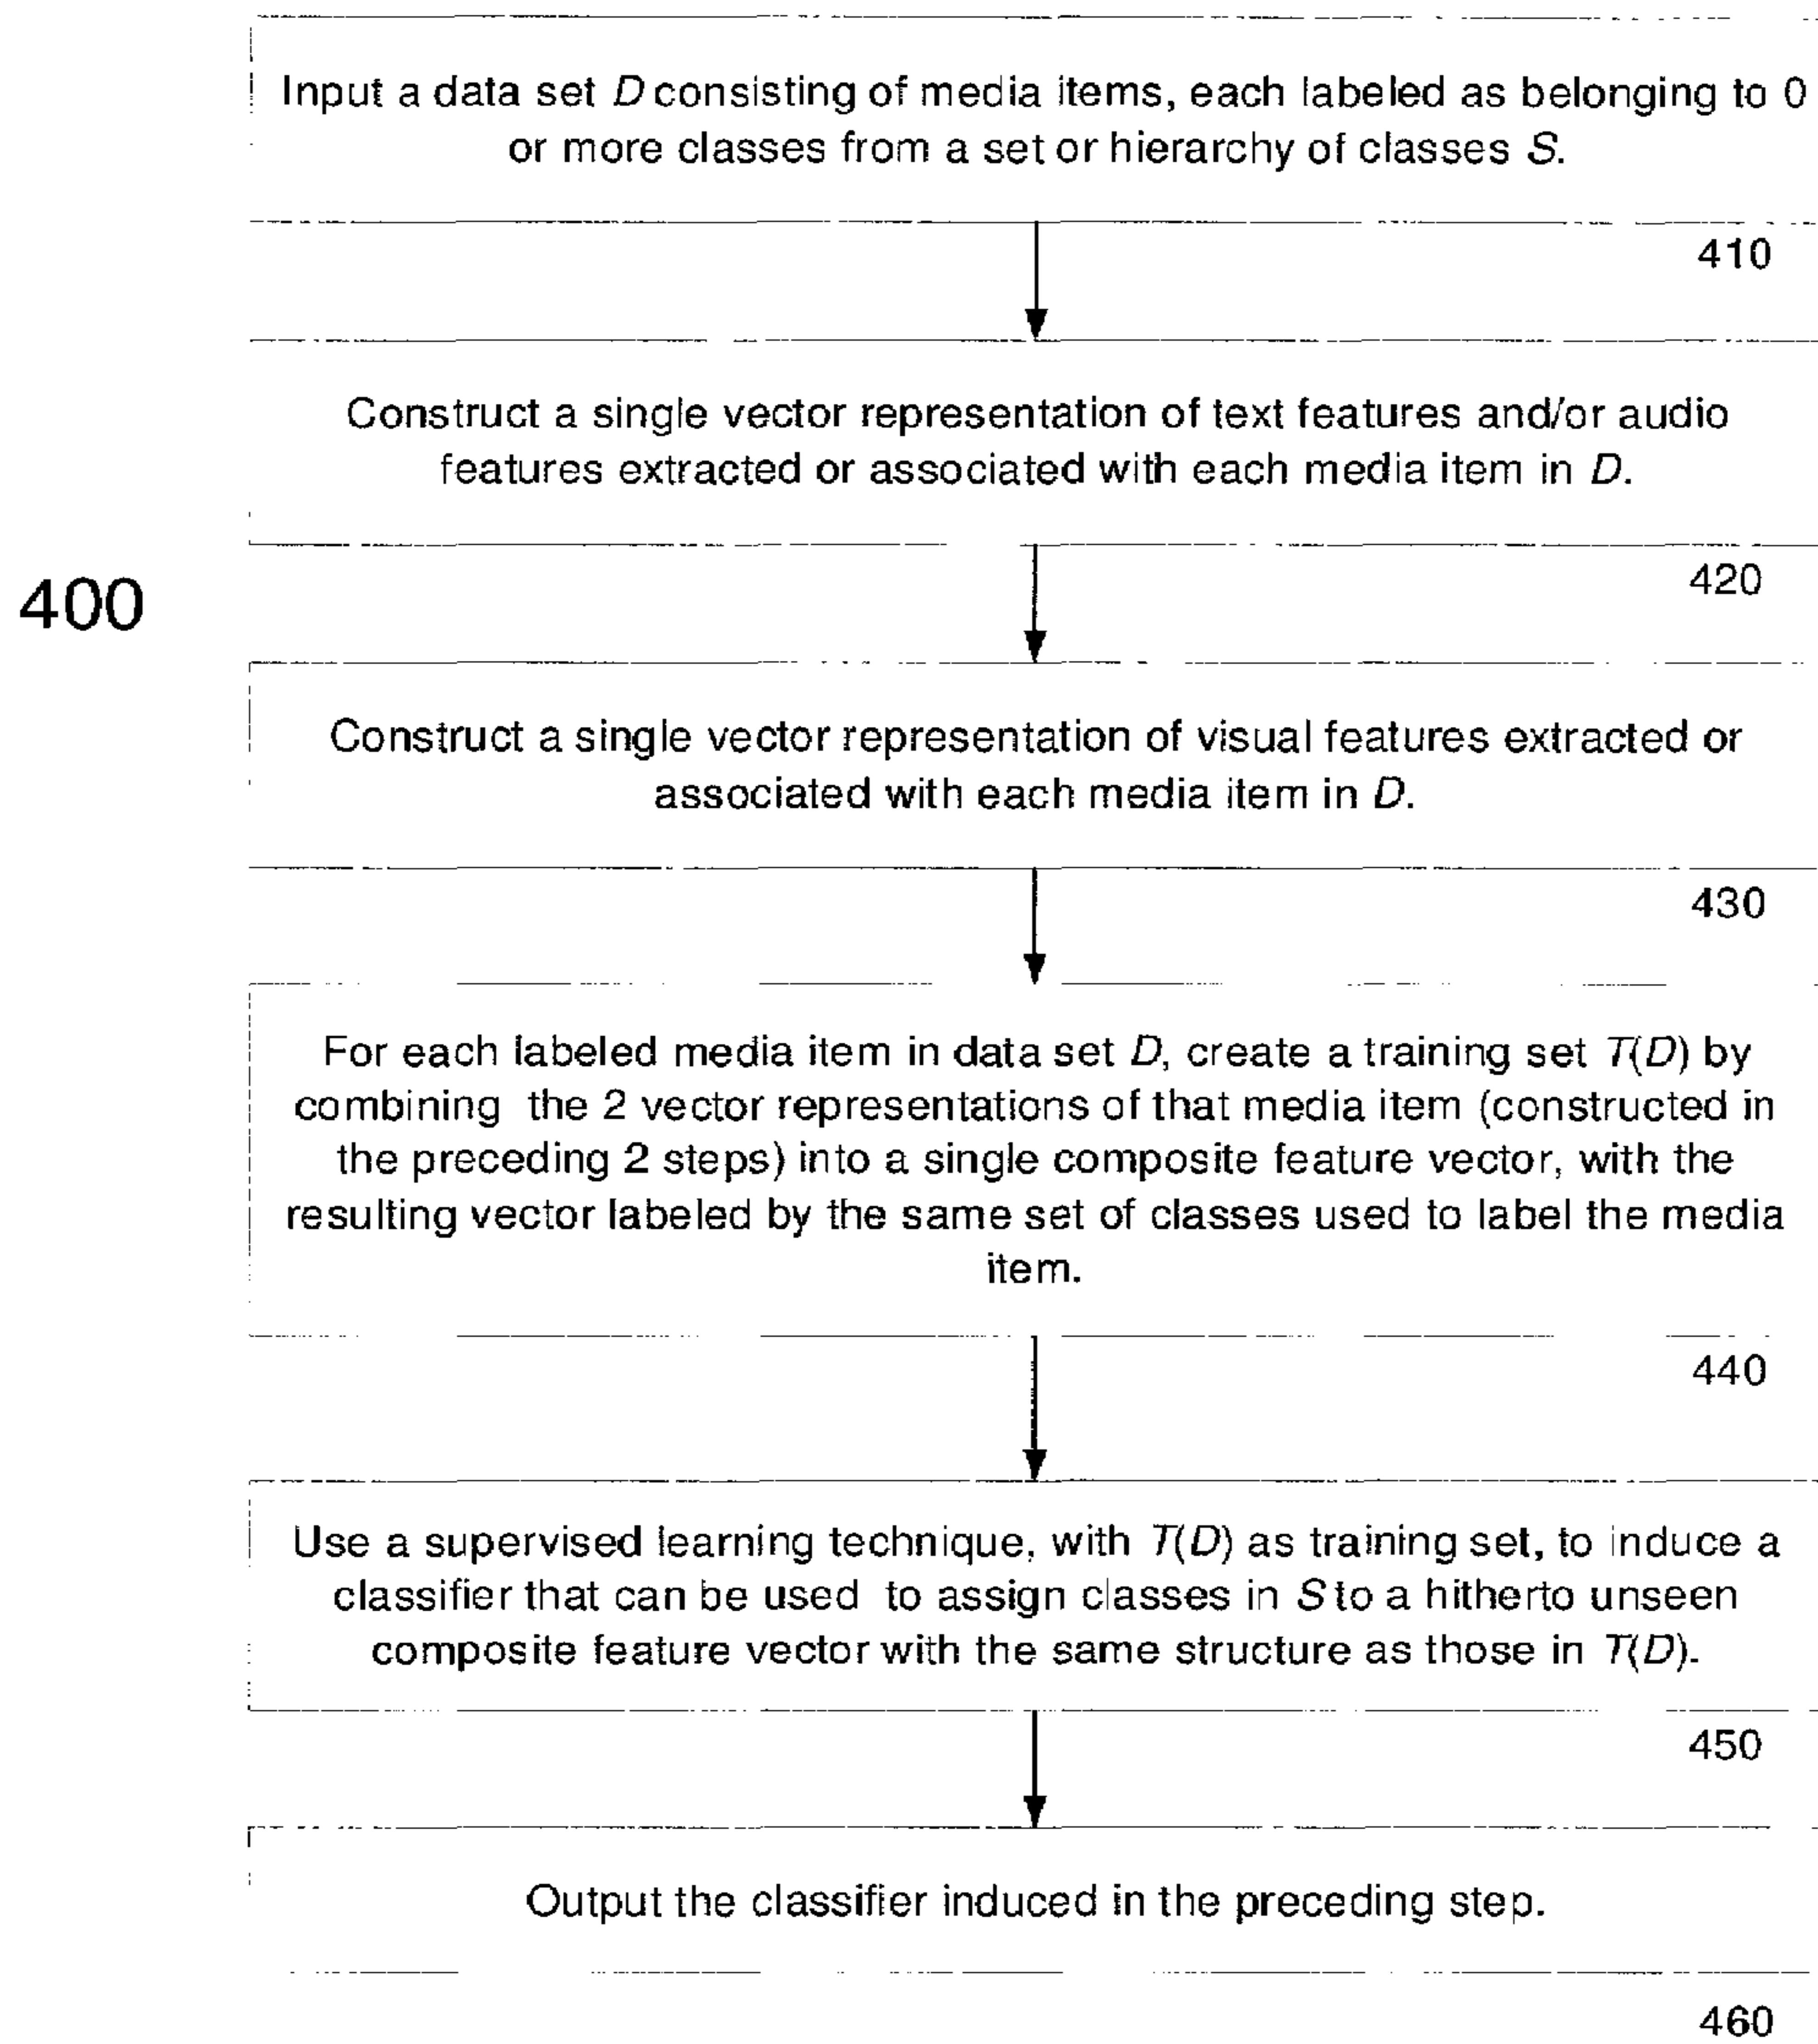 Input a data set D consisting of media items, each labeled as belonging to 0
or more classes from a set or hierarchy of classes S.
410
Construct a single vector representation of text features and/or audio
features extracted or associated with each media item in D.
400
420
Construct a single vector representation of visual features extracted or
associated with each media item in D.
430
For each labeled media item in data set D, create a training set T(D) by
combining the 2 vector representations of that media item (constructed in
the preceding 2 steps) into a single composite feature vector, with the
resulting vector labeled by the same set of classes used to label the media
item.
440
Use a supervised learning technique, with T(D) as training set, to induce a
classifier that can be used to assign classes in S to a hitherto unseen
composite feature vector with the same structure as those in T(D).
450
Output the classifier induced in the preceding step.
460